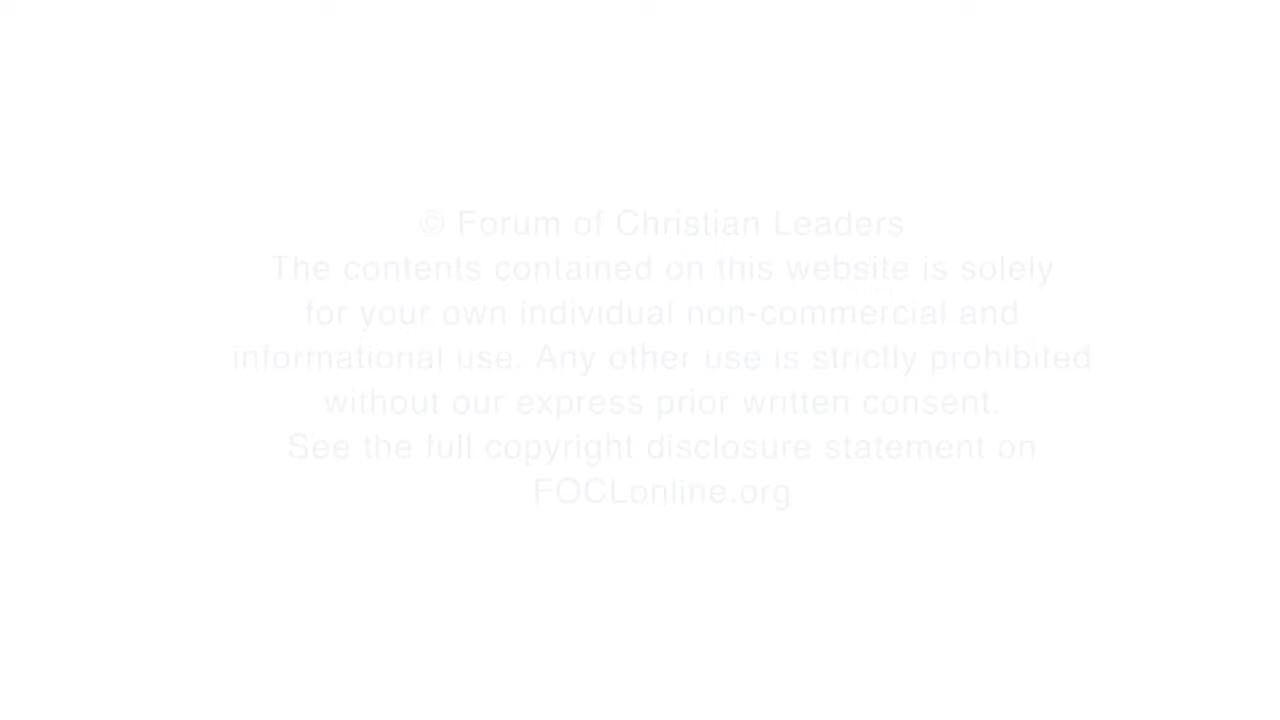 © Forum of Christian Leaders
The contents contained on this website is solely
for your own individual non-commercial and
informational use. Any other use is strictly prohibited
without our express prior written consent.
See the full copyright disclosure statement on
FOCLonline.org